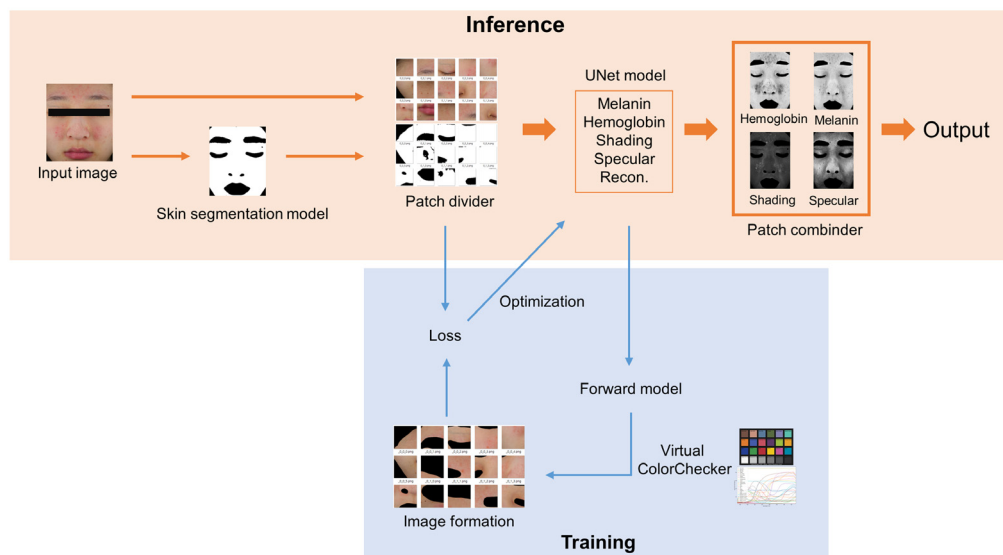 Inference
Input image
Skin segmentation model
Patch divider
UNet model
Melanin
Hemoglobin
Shading
Specular
Recon.
Hemoglobin
Melanin
Shading
Specular
Patch combinder
Output
Optimization
Loss
Forward model
Virtual
ColorChecker
Image formation
Training